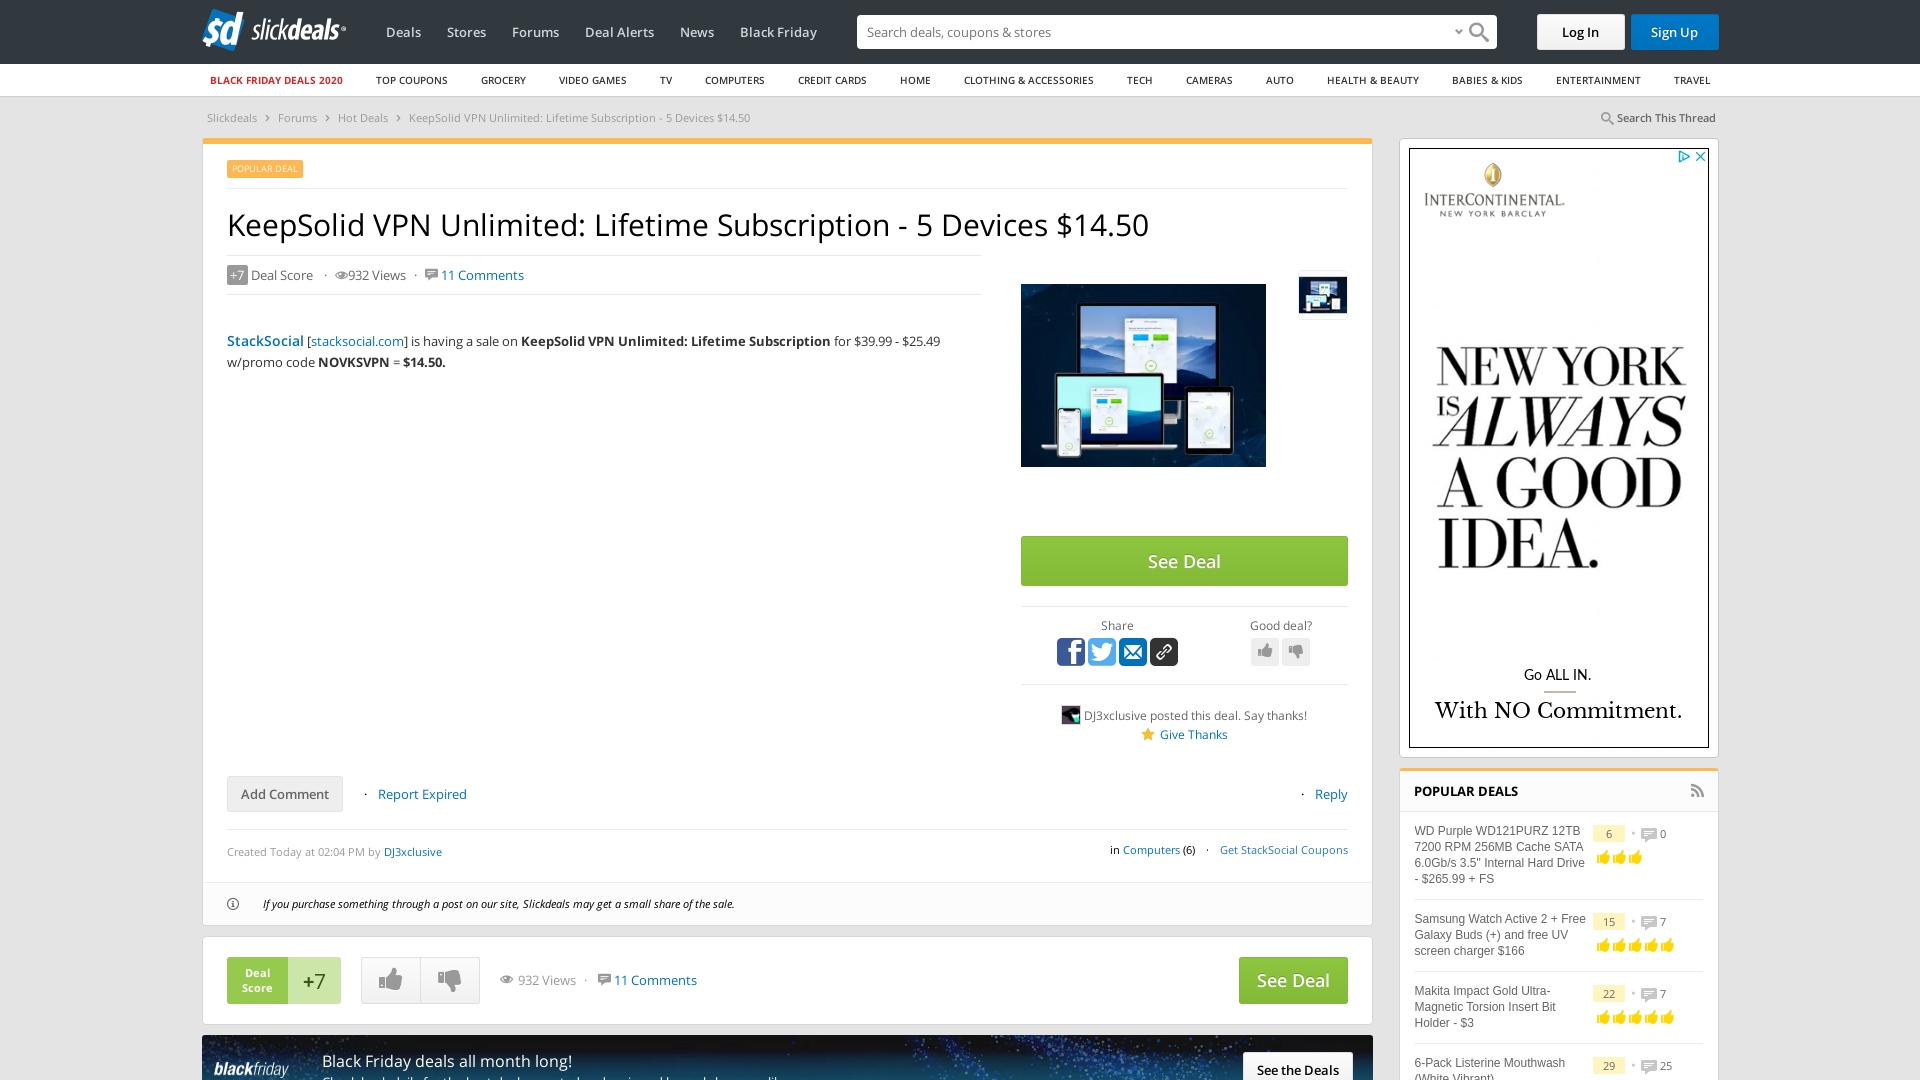 sd slickdeals
Deals Stores Forums Deal Alerts News Black Friday
Search deals, coupons & stores
Log In
Sign Up
BLACK FRIDAY DEALS 2020 TOP COUPONS GROCERY VIDEO GAMES TV COMPUTERS CREDIT CARDS HOME CLOTHING & ACCESSORIES TECH CAMERAS AUTO HEALTH & BEAUTY BABIES & KIDS ENTERTAINMENT TRAVEL
Slickdeals > Forums > Hot Deals > KeepSolid VPN Unlimited: Lifetime Subscription - 5 Devices $14.50
Search This Thread
POPULAR DEAL
KeepSolid VPN Unlimited: Lifetime Subscription - 5 Devices $14.50
+7 Deal Score · 932 Views · 11 Comments
StackSocial [stacksocial.com] is having a sale on KeepSolid VPN Unlimited: Lifetime Subscription for $39.99 - $25.49
w/promo code NOVKSVPN = $14.50.
See Deal
Share
Good deal?
DJ3xclusive posted this deal. Say thanks!
Give Thanks
Add Comment · Report Expired
· Reply
Created Today at 02:04 PM by DJ3xclusive
in Computers (6) · Get StackSocial Coupons
If you purchase something through a post on our site, Slickdeals may get a small share of the sale.
Deal
Score
+7
932 Views · 11 Comments
See Deal
blackfriday
Black Friday deals all month long!
See the Deals
INTERCONTINENTAL.
NEW YORK BARCLAY
NEW YORK
IS ALWAYS
A GOOD
IDEA.
Go ALL IN.
With NO Commitment.
POPULAR DEALS
WD Purple WD121PURZ 12TB
7200 RPM 256MB Cache SATA
6.0Gb/s 3.5" Internal Hard Drive
- $265.99 + FS
6 • 0
Samsung Watch Active 2 + Free
Galaxy Buds (+) and free UV
screen charger $166
15 • 7
Makita Impact Gold Ultra-
Magnetic Torsion Insert Bit
Holder - $3
22 • 7
6-Pack Listerine Mouthwash
(White Vibrant)
29 • 25